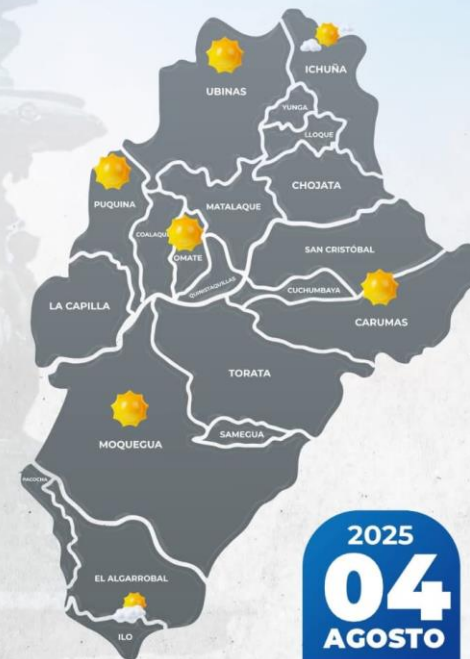 ICHUÑA
UBINAS
YUNGA
LLOQUE
CHOJATA
PUQUINA
MATALAQUE
COALAQUE
OMATE
SAN CRISTÓBAL
QUINISTAQUILLAS
CUCHUMBAYA
LA CAPILLA
CARUMAS
TORATA
SAMEGUA
MOQUEGUA
PACOCHA
EL ALGARROBAL
ILO
2025
04
AGOSTO